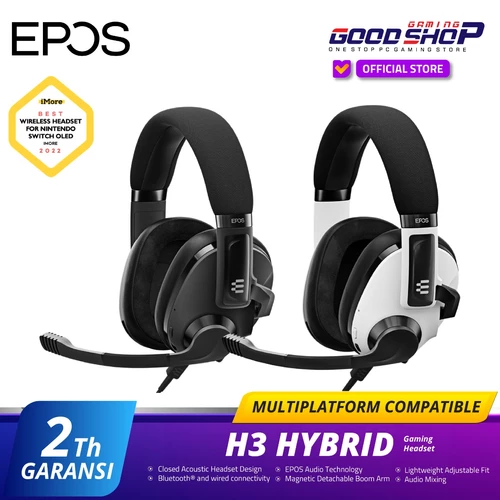 EPOS
GAMING
GOODSHOP
ONE STOP PC GAMING STORE
OFFICIAL STORE
iMore
BEST
WIRELESS HEADSET
FOR NINTENDO
SWITCH OLED
IMORE
2022
EPOS
EPOS
MULTIPLATFORM COMPATIBLE
2Th
GARANSI
H3 HYBRID
Gaming
Headset
• Closed Acoustic Headset Design
• Bluetooth® and wired connectivity
• EPOS Audio Technology
• Magnetic Detachable Boom Arm
• Lightweight Adjustable Fit
• Audio Mixing